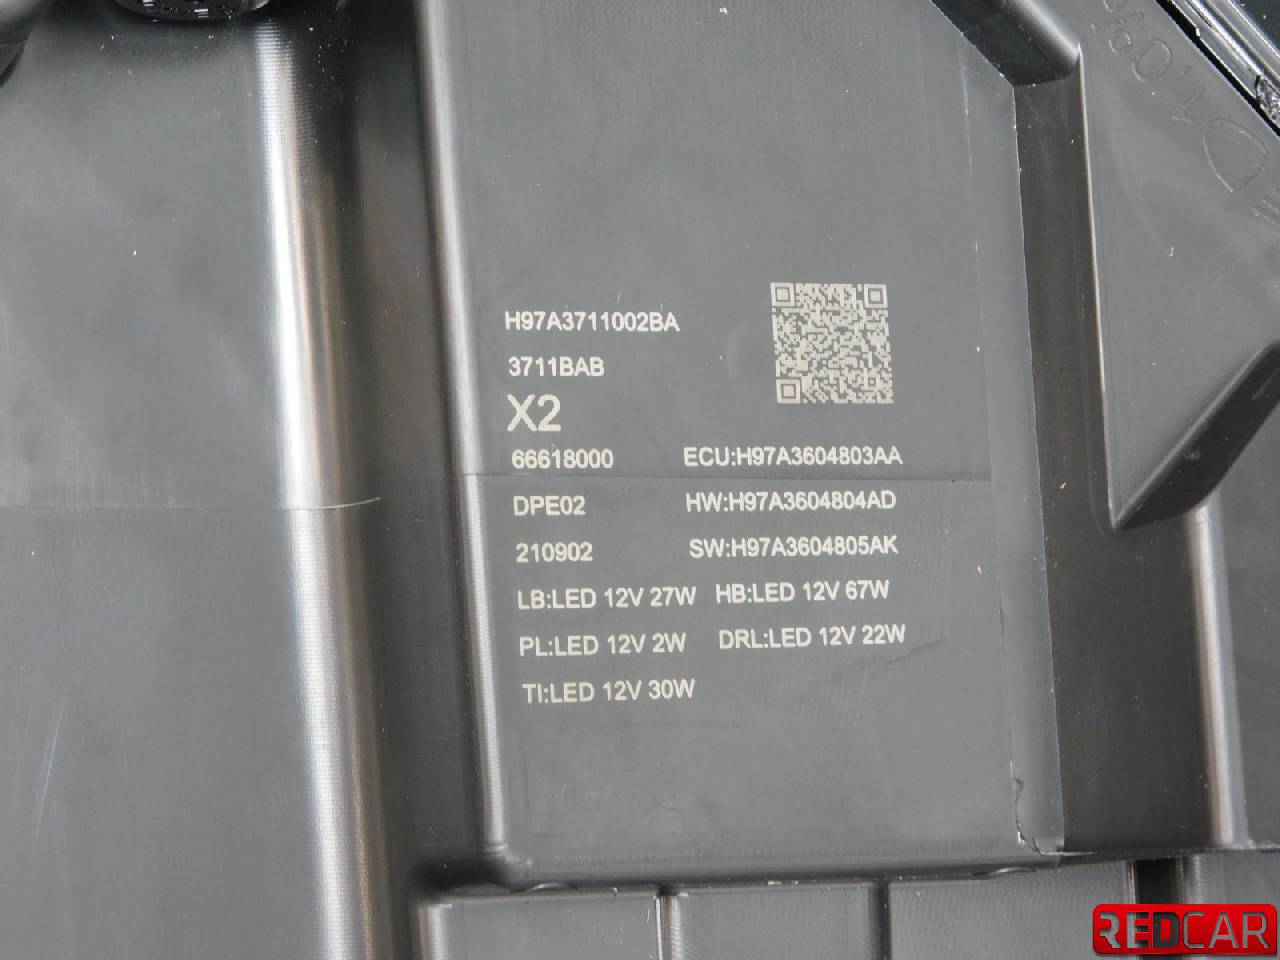 H97A3711002BA
3711BAB
X2
66618000 ECU:H97A3604803AA
DPE02 HW:H97A3604804AD
210902 SW:H97A3604805AK
LB:LED 12V 27W HB:LED 12V 67W
PL:LED 12V 2W DRL:LED 12V 22W
TI:LED 12V 30W
REDCAR